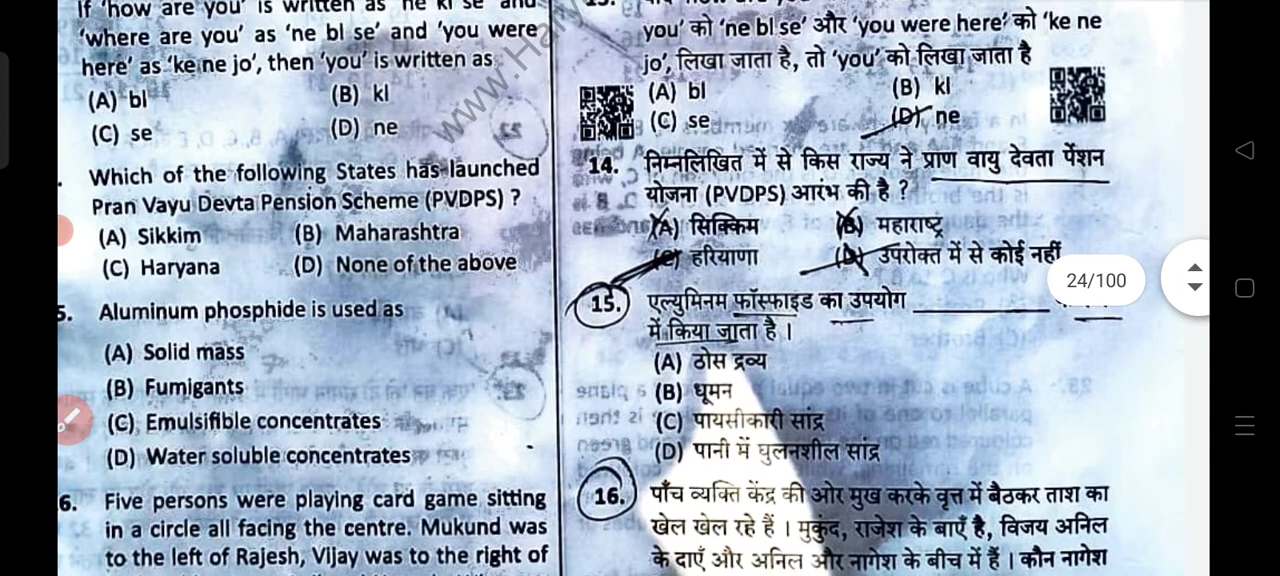 If 'how are you' is written as 'ne kl se' and
'where are you' as 'ne bl se' and 'you were
here' as 'ke ne jo', then 'you' is written as
(A) bl
(B) kl
(C) se
(D) ne
Which of the following States has launched
Pran Vayu Devta Pension Scheme (PVDPS) ?
(A) Sikkim
(B) Maharashtra
(C) Haryana
(D) None of the above
5. Aluminum phosphide is used as
(A) Solid mass
(B) Fumigants
(C) Emulsifible concentrates
(D) Water soluble concentrates
6. Five persons were playing card game sitting
in a circle all facing the centre. Mukund was
to the left of Rajesh, Vijay was to the right of
www.Hary
you' को 'ne bl se' और 'you were here' को 'ke ne
jo', लिखा जाता है, तो 'you' को लिखा जाता है
(A) bl
(B) kl
(C) se
(D) ne
14. निम्नलिखित में से किस राज्य ने प्राण वायु देवता पेंशन
योजना (PVDPS) आरंभ की है ?
(A) सिक्किम
(B) महाराष्ट्र
(C) हरियाणा
(D) उपरोक्त में से कोई नहीं
24/100
15. एल्युमिनम फॉस्फाइड का उपयोग
में किया जाता है ।
(A) ठोस द्रव्य
(B) धूमन
(C) पायसीकारी सांद्र
(D) पानी में घुलनशील सांद्र
16. पाँच व्यक्ति केंद्र की ओर मुख करके वृत्त में बैठकर ताश का
खेल खेल रहे हैं । मुकुंद, राजेश के बाएँ है, विजय अनिल
के दाएँ और अनिल और नागेश के बीच में हैं । कौन नागेश